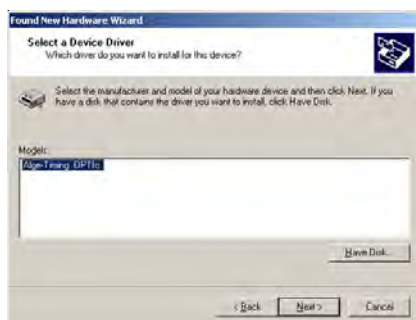 Found New Hardware Wizard
Select a Device Driver
Which driver do you want to install for this device?
Select the manufacturer and model of your hardware device and then click Next. If you
have a disk that contains the driver you want to install, click Have Disk.
Models:
Alge-Timing OPTIc
Have Disk...
< Back
Next >
Cancel